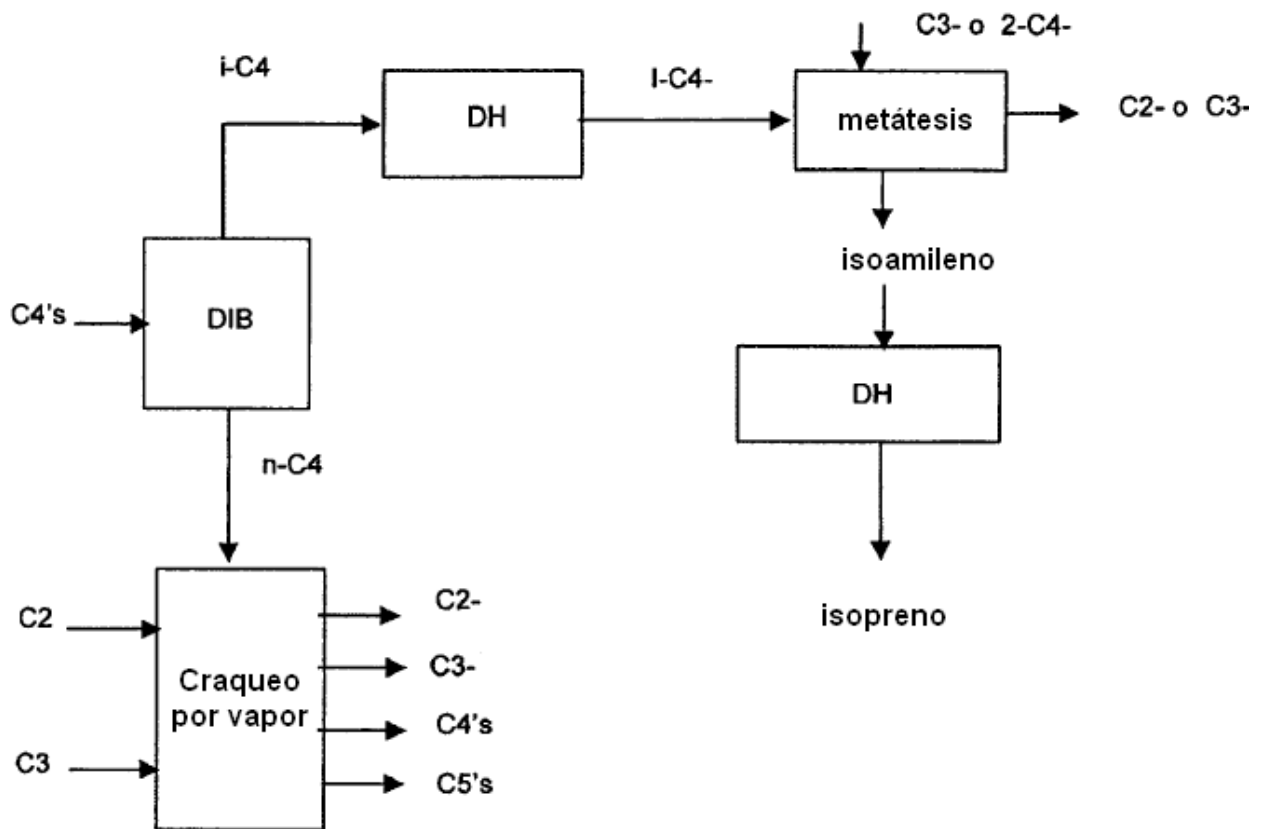 C3- o 2-C4-
i-C4
DH
I-C4-
metátesis
C2- o C3-
isoamileno
C4's
DIB
DH
n-C4
isopreno
C2
C2-
C3-
Craqueo
por vapor
C4's
C3
C5's